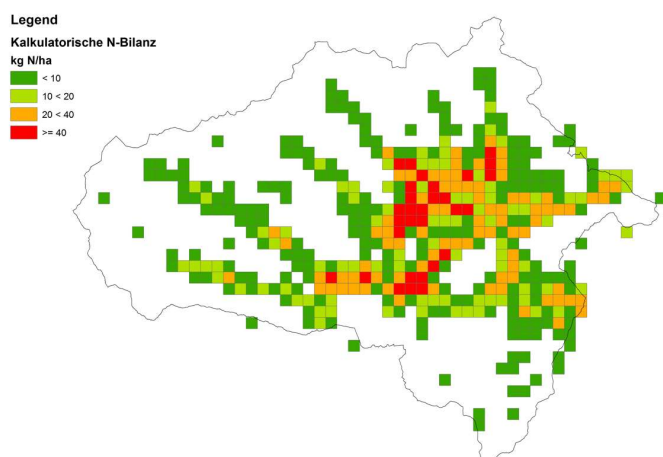 Legend
Kalkulatorische N-Bilanz
kg N/ha
< 10
10 < 20
20 < 40
>= 40